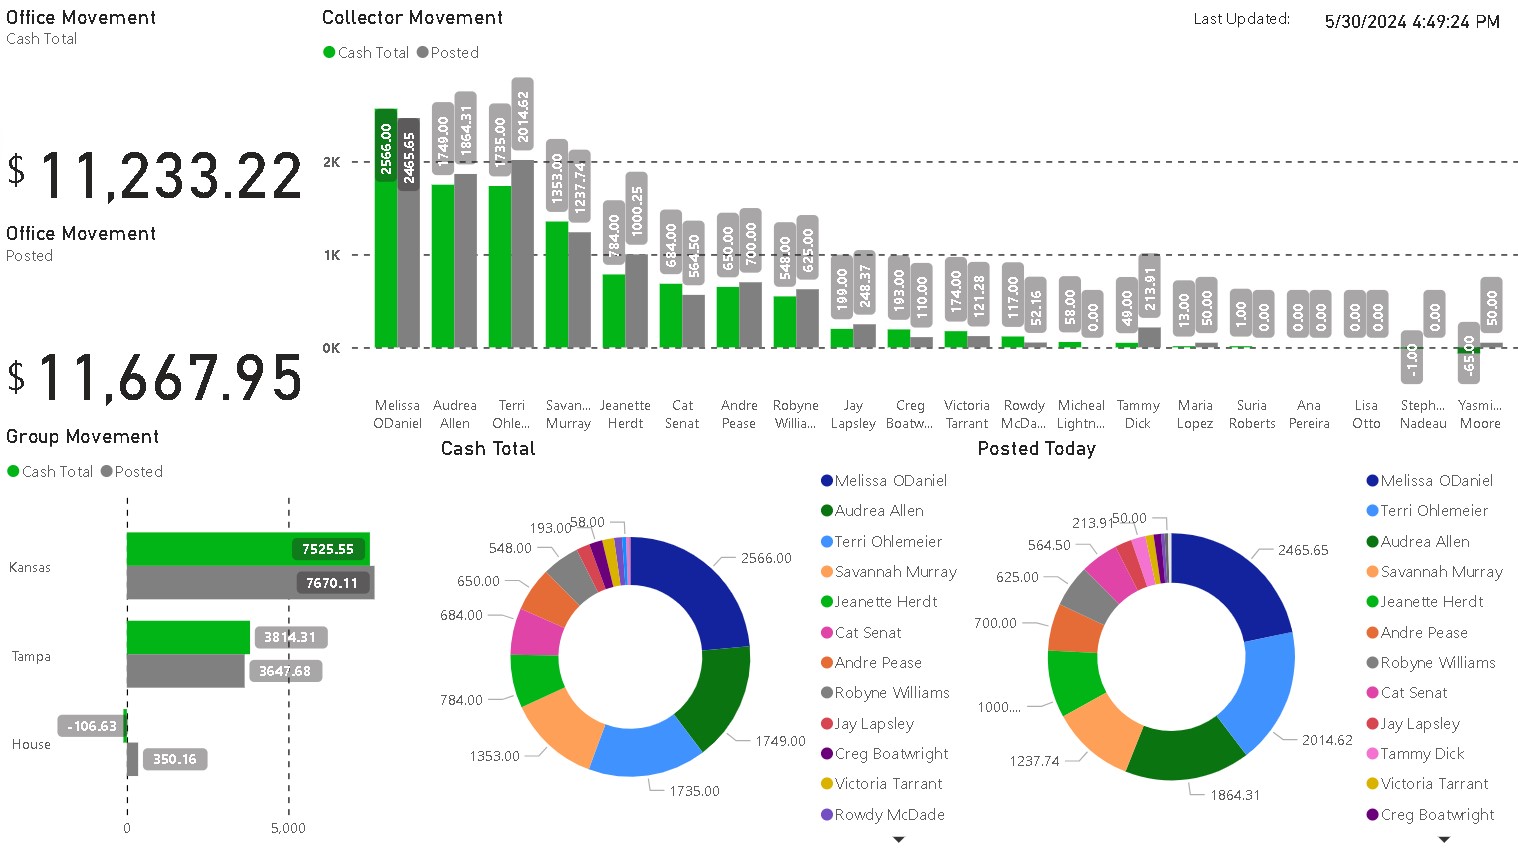 Office Movement
Cash Total
$ 11,233.22
Office Movement
Posted
$ 11,667.95
Collector Movement
Cash Total Posted
Last Updated: 5/30/2024 4:49:24 PM
2K
1K
0K
2566.00 2465.65
1749.00 1864.31
1735.00 2014.62
1353.00 1237.74
784.00 1000.25
684.00 564.50
650.00 700.00
548.00 625.00
199.00 248.37
193.00 110.00
174.00 121.28
117.00 52.16
58.00 0.00
49.00 213.91
13.00 50.00
1.00 0.00
0.00 0.00
0.00 0.00
-1.00 0.00
-65.00 50.00
Melissa Audrea Terri Savan... Jeanette Cat Andre Robyne Jay Creg Victoria Rowdy Micheal Tammy Maria Suria Ana Lisa Steph... Yasmi...
ODaniel Allen Ohle... Murray Herdt Senat Pease Willia... Lapsley Boatw... Tarrant McDa... Lightn... Dick Lopez Roberts Pereira Otto Nadeau Moore
Group Movement
Cash Total Posted
Kansas
7525.55
7670.11
Tampa
3814.31
3647.68
House
-106.63
350.16
0 5,000
Cash Total
58.00
193.00
548.00
650.00
684.00
784.00
1353.00
1735.00
1749.00
2566.00
Melissa ODaniel
Audrea Allen
Terri Ohlemeier
Savannah Murray
Jeanette Herdt
Cat Senat
Andre Pease
Robyne Williams
Jay Lapsley
Creg Boatwright
Victoria Tarrant
Rowdy McDade
Posted Today
50.00
213.91
564.50
625.00
700.00
1000....
1237.74
1864.31
2014.62
2465.65
Melissa ODaniel
Terri Ohlemeier
Audrea Allen
Savannah Murray
Jeanette Herdt
Andre Pease
Robyne Williams
Cat Senat
Jay Lapsley
Tammy Dick
Victoria Tarrant
Creg Boatwright